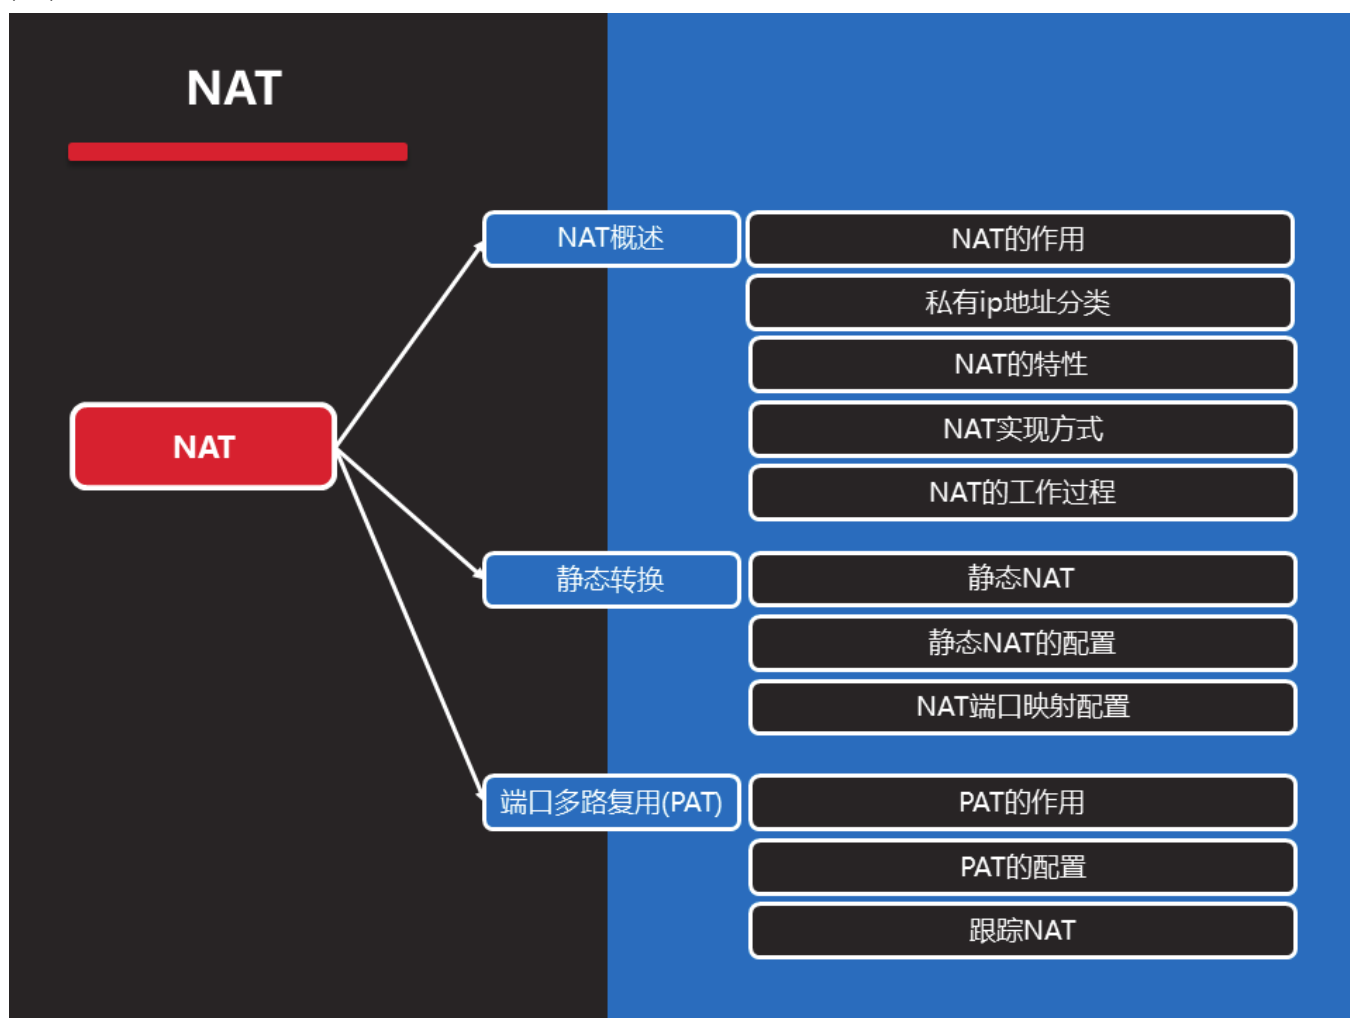 NAT
NAT
NAT概述
NAT的作用
私有ip地址分类
NAT的特性
NAT实现方式
NAT的工作过程
静态转换
静态NAT
静态NAT的配置
NAT端口映射配置
端口多路复用(PAT)
PAT的作用
PAT的配置
跟踪NAT